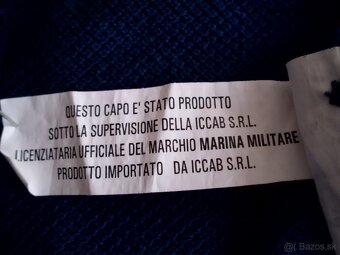 QUESTO CAPO E' STATO PRODOTTO
SOTTO LA SUPERVISIONE DELLA ICCAB S.R.L.
LICENZIATARIA UFFICIALE DEL MARCHIO MARINA MILITARE
PRODOTTO IMPORTATO DA ICCAB S.R.L.
@ Bazos.sk